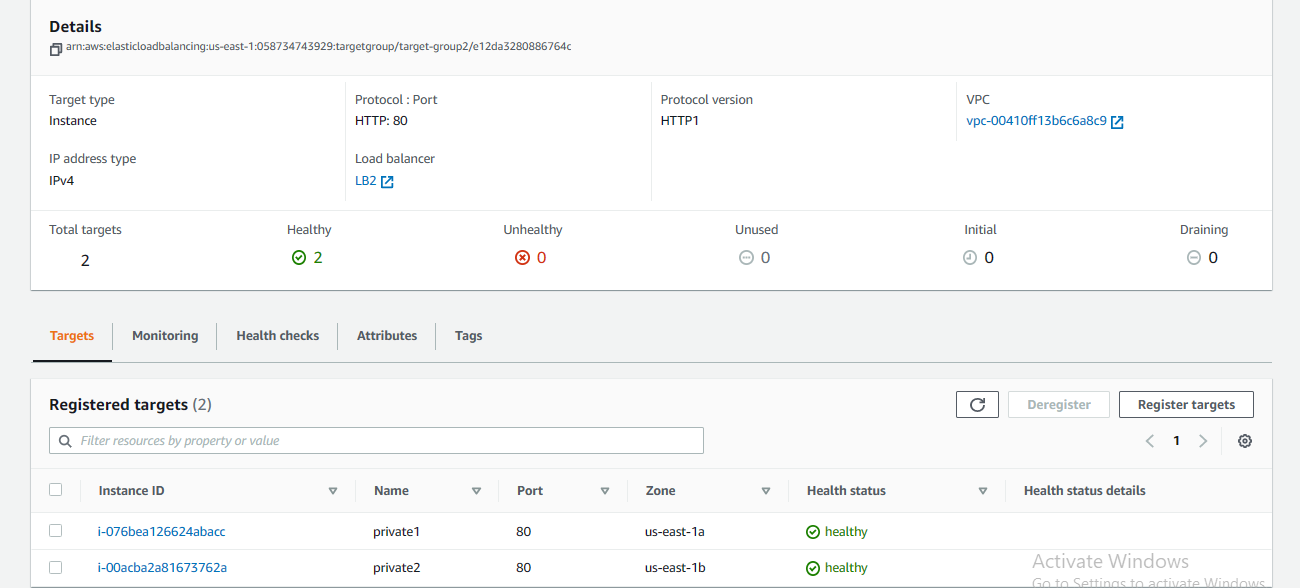 Details
arn:aws:elasticloadbalancing:us-east-1:058734743929:targetgroup/target-group2/e12da3280886764c
Target type
Instance
Protocol : Port
HTTP: 80
Protocol version
HTTP1
VPC
vpc-00410ff13b6c6a8c9
IP address type
IPv4
Load balancer
LB2
Total targets
2
Healthy
2
Unhealthy
0
Unused
0
Initial
0
Draining
0
Targets
Monitoring
Health checks
Attributes
Tags
Registered targets (2)
Deregister
Register targets
Filter resources by property or value
1
Instance ID Name Port Zone Health status Health status details
i-076bea126624abacc private1 80 us-east-1a healthy
i-00acba2a81673762a private2 80 us-east-1b healthy
Activate Windows
Go to Settings to activate Windows.